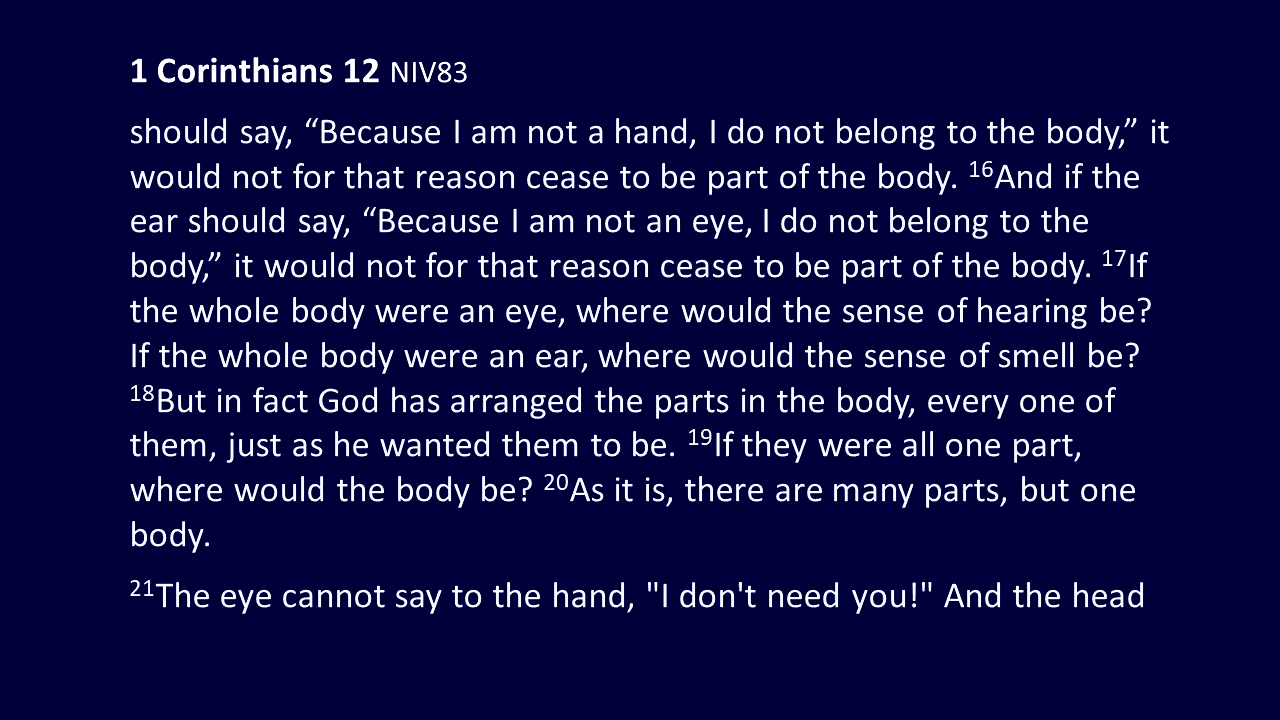 1 Corinthians 12 NIV83
should say, “Because I am not a hand, I do not belong to the body,” it
would not for that reason cease to be part of the body. ¹⁶And if the
ear should say, “Because I am not an eye, I do not belong to the
body,” it would not for that reason cease to be part of the body. ¹⁷If
the whole body were an eye, where would the sense of hearing be?
If the whole body were an ear, where would the sense of smell be?
¹⁸But in fact God has arranged the parts in the body, every one of
them, just as he wanted them to be. ¹⁹If they were all one part,
where would the body be? ²⁰As it is, there are many parts, but one
body.
²¹The eye cannot say to the hand, "I don't need you!" And the head